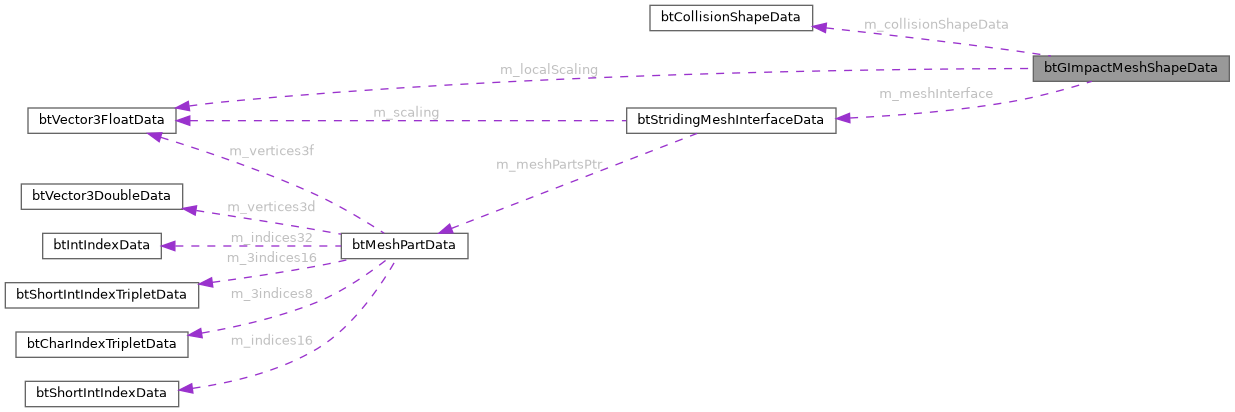 btCollisionShapeData
m_collisionShapeData
btGImpactMeshShapeData
m_localScaling
m_meshInterface
btVector3FloatData
m_scaling
btStridingMeshInterfaceData
m_vertices3f
m_meshPartsPtr
btVector3DoubleData
m_vertices3d
m_indices32
btIntIndexData
btMeshPartData
m_3indices16
btShortIntIndexTripletData
m_3indices8
btCharIndexTripletData
m_indices16
btShortIntIndexData